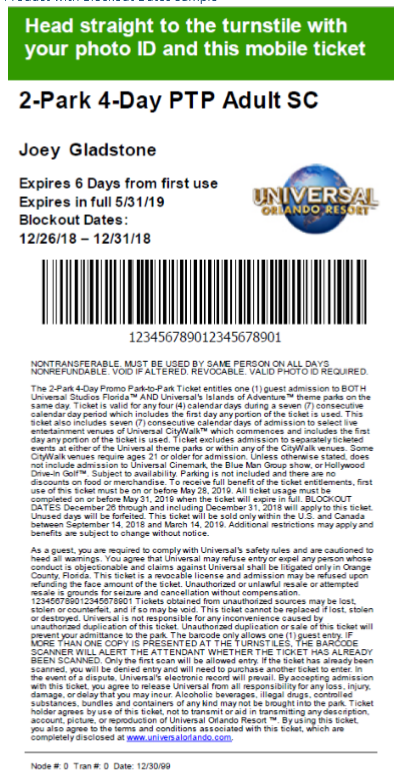 Product with Blockout Dates Sample
Head straight to the turnstile with
your photo ID and this mobile ticket
2-Park 4-Day PTP Adult SC
Joey Gladstone
Expires 6 Days from first use
Expires in full 5/31/19
Blockout Dates:
12/26/18 – 12/31/18
UNIVERSAL
ORLANDO RESORT
123456789012345678901
NONTRANSFERABLE. MUST BE USED BY SAME PERSON ON ALL DAYS
NONREFUNDABLE. VOID IF ALTERED. REVOCABLE. VALID PHOTO ID REQUIRED.
The 2-Park 4-Day Promo Park-to-Park Ticket entitles one (1) guest admission to BOTH
Universal Studios Florida™ AND Universal's Islands of Adventure™ theme parks on the
same day. Ticket is valid for any four (4) calendar days during a seven (7) consecutive
calendar day period which includes the first day any portion of the ticket is used. This
ticket also includes seven (7) consecutive calendar days of admission to select live
entertainment venues of Universal CityWalk™ which commences and includes the first
day any portion of the ticket is used. Ticket excludes admission to separately ticketed
events at either of the Universal theme parks or within any of the CityWalk venues. Some
CityWalk venues require ages 21 or older for admission. Unless otherwise stated, does
not include admission to Universal Cinemark, the Blue Man Group show, or Hollywood
Drive-In Golf™. Subject to availability. Parking is not included and there are no
discounts on food or merchandise. To receive full benefit of the ticket entitlements, first
use of this ticket must be on or before May 28, 2019. All ticket usage must be
completed on or before May 31, 2019 when the ticket will expire in full. BLOCKOUT
DATES December 26 through and including December 31, 2018 will apply to this ticket.
Unused days will be forfeited. This ticket will be sold only within the U.S. and Canada
between September 14, 2018 and March 14, 2019. Additional restrictions may apply and
benefits are subject to change without notice.
As a guest, you are required to comply with Universal's safety rules and are cautioned to
heed all warnings. You agree that Universal may refuse entry or expel any person whose
conduct is objectionable and claims against Universal shall be litigated only in Orange
County, Florida. This ticket is a revocable license and admission may be refused upon
refunding the face amount of the ticket. Unauthorized or unlawful resale or attempted
resale is grounds for seizure and cancellation without compensation.
123456789012345678901 Tickets obtained from unauthorized sources may be lost,
stolen or counterfeit, and if so may be void. This ticket cannot be replaced if lost, stolen
or destroyed. Universal is not responsible for any inconvenience caused by
unauthorized duplication of this ticket. Unauthorized duplication or sale of this ticket will
prevent your admittance to the park. The barcode only allows one (1) guest entry. IF
MORE THAN ONE COPY IS PRESENTED AT THE TURNSTILES, THE BARCODE
SCANNER WILL ALERT THE ATTENDANT WHETHER THE TICKET HAS ALREADY
BEEN SCANNED. Only the first scan will be allowed entry. If the ticket has already been
scanned, you will be denied entry and will need to purchase another ticket to enter. In
the event of a dispute, Universal's electronic record will prevail. By accepting admission
with this ticket, you agree to release Universal from all responsibility for any loss, injury,
damage, or delay that you may incur. Alcoholic beverages, illegal drugs, controlled
substances, bundles and containers of any kind may not be brought into the park. Ticket
holder agrees by use of this ticket, not to transmit or aid in transmitting any description,
account, picture, or reproduction of Universal Orlando Resort ™. By using this ticket,
you also agree to the terms and conditions associated with this ticket, which are
completely disclosed at www.universalorlando.com.
Node #: 0 Tran #: 0 Date: 12/30/99